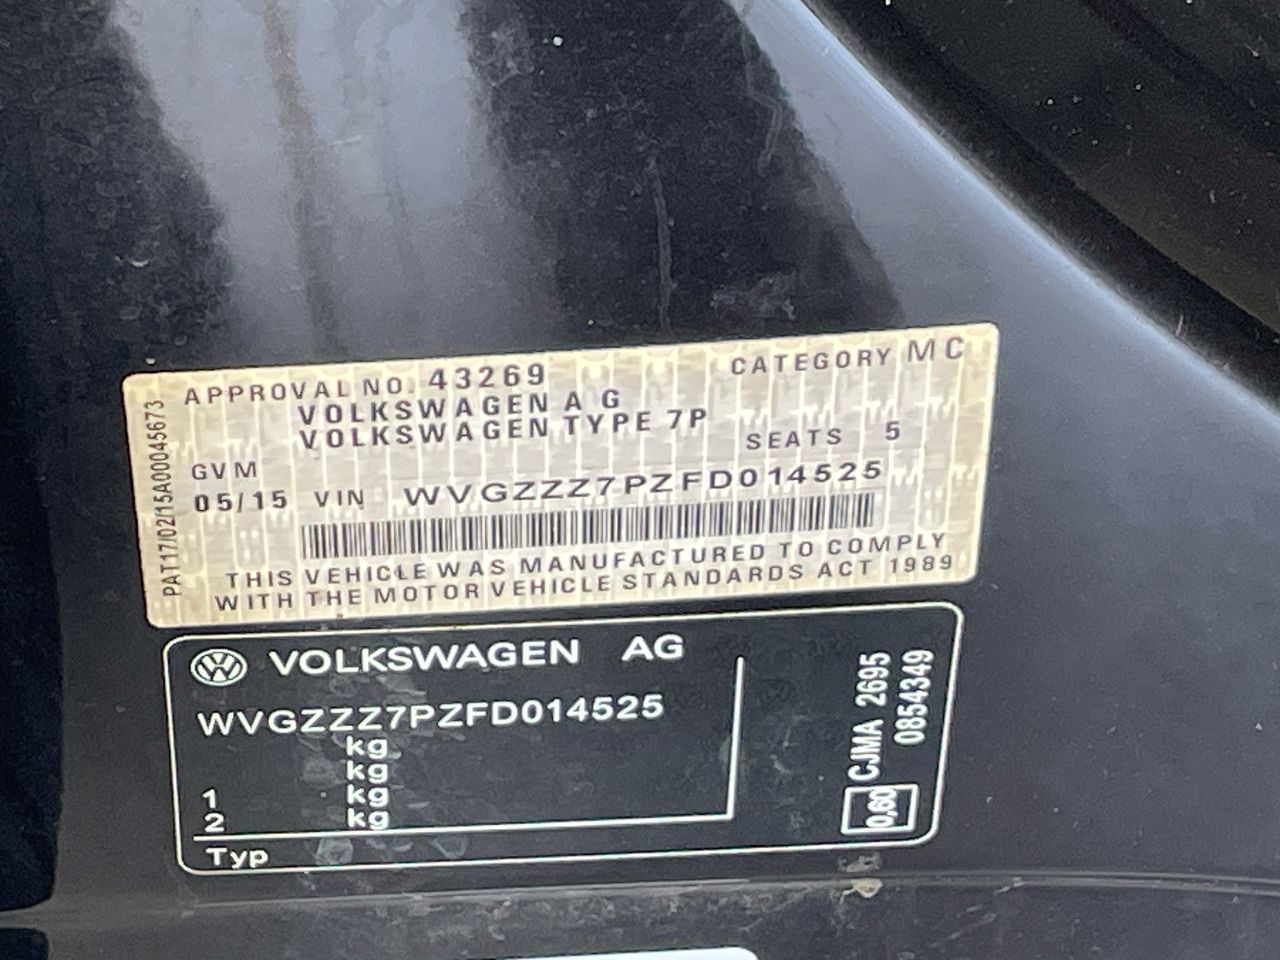 APPROVAL NO. 43269 CATEGORY MC
VOLKSWAGEN AG
VOLKSWAGEN TYPE 7P
SEATS 5
GVM
05/15 VIN WVGZZZ7PZFD014525
THIS VEHICLE WAS MANUFACTURED TO COMPLY
WITH THE MOTOR VEHICLE STANDARDS ACT 1989
PAT17/02/15A00045673
VOLKSWAGEN AG
WVGZZZ7PZFD014525
kg
kg
1 kg
2 kg
Typ
CJMA 2695
0854349
0,60